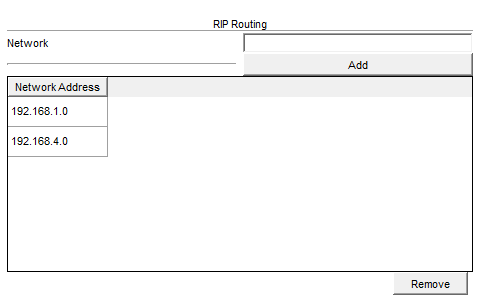 RIP Routing
Network
Add
Network Address
192.168.1.0
192.168.4.0
Remove